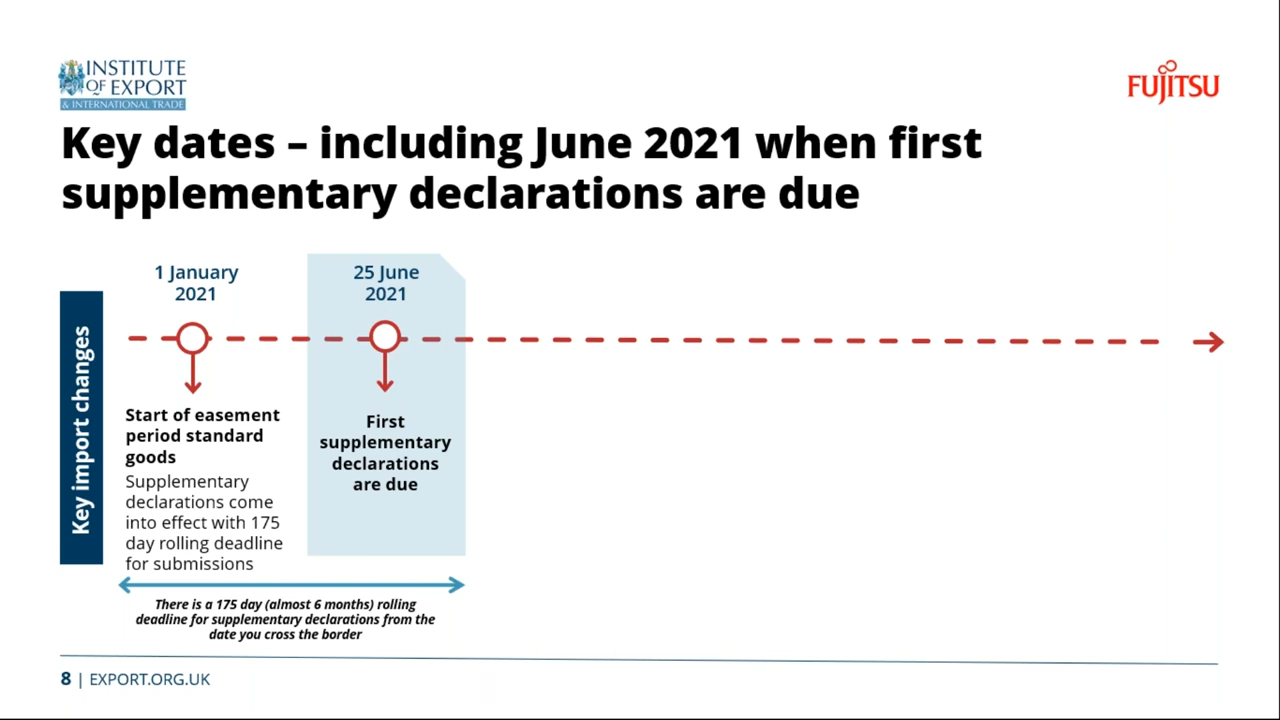 INSTITUTE
OF EXPORT
& INTERNATIONAL TRADE
FUJITSU
Key dates – including June 2021 when first
supplementary declarations are due
Key import changes
1 January
2021
Start of easement
period standard
goods
Supplementary
declarations come
into effect with 175
day rolling deadline
for submissions
25 June
2021
First
supplementary
declarations
are due
There is a 175 day (almost 6 months) rolling
deadline for supplementary declarations from the
date you cross the border
8 | EXPORT.ORG.UK